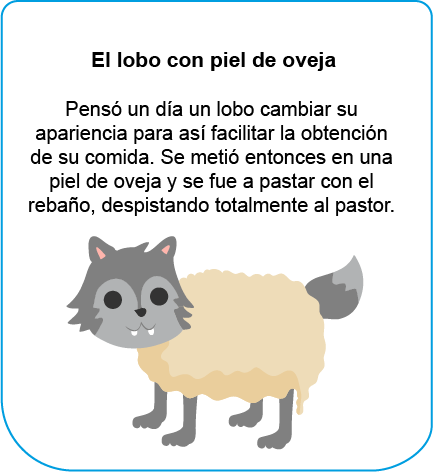 El lobo con piel de oveja
Pensó un día un lobo cambiar su
apariencia para así facilitar la obtención
de su comida. Se metió entonces en una
piel de oveja y se fue a pastar con el
rebaño, despistando totalmente al pastor.